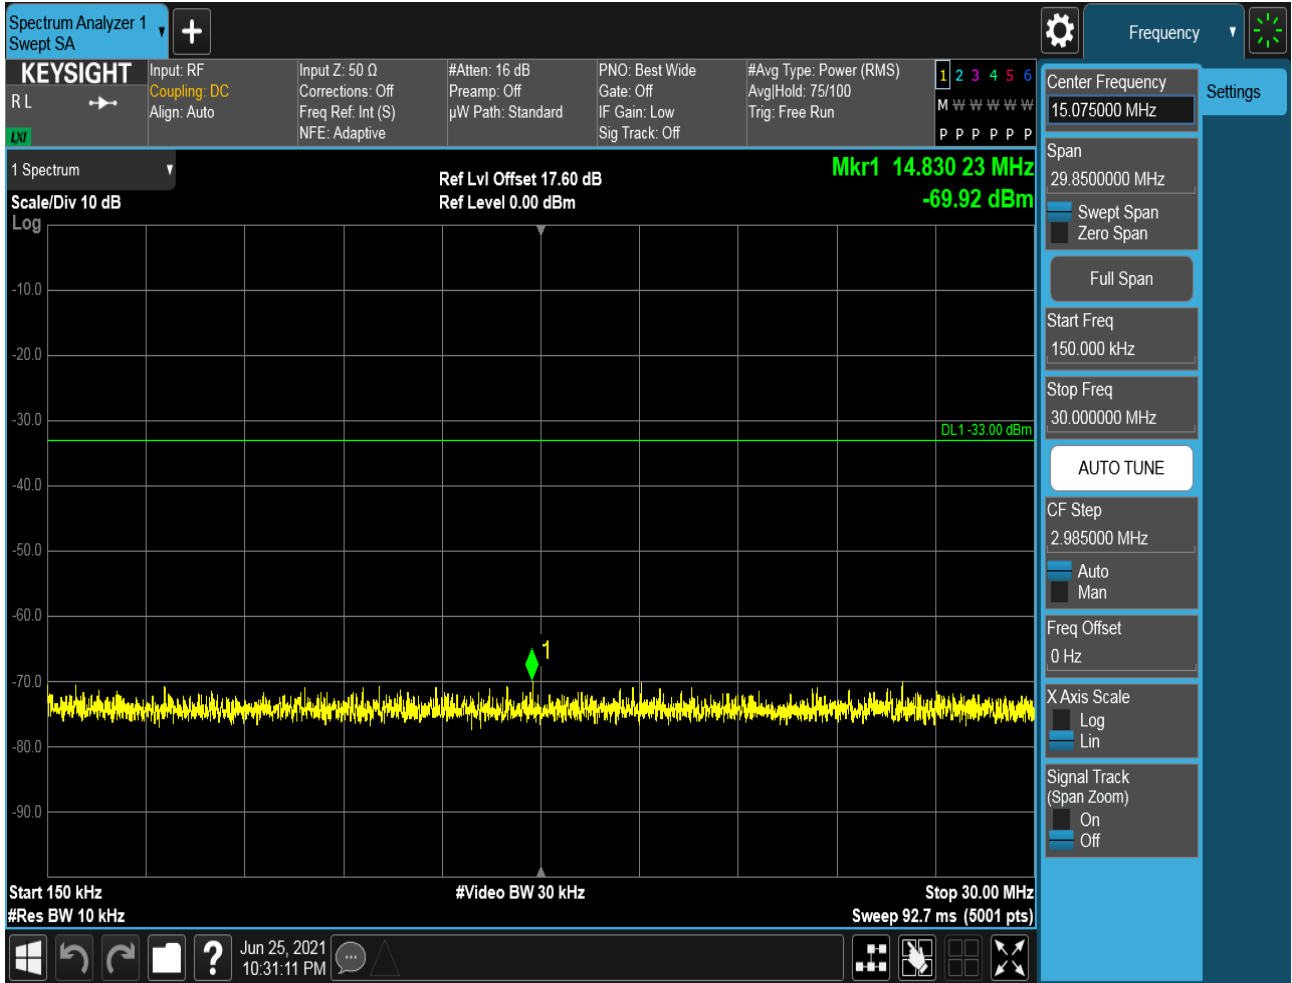 Spectrum Analyzer 1
Swept SA
Frequency
KEYSIGHT
R L
LXI
Input: RF
Coupling: DC
Align: Auto
Input Z: 50 Ω
Corrections: Off
Freq Ref: Int (S)
NFE: Adaptive
#Atten: 16 dB
Preamp: Off
µW Path: Standard
PNO: Best Wide
Gate: Off
IF Gain: Low
Sig Track: Off
#Avg Type: Power (RMS)
Avg|Hold: 75/100
Trig: Free Run
1 2 3 4 5 6
M W W W W W
P P P P P P
1 Spectrum
Scale/Div 10 dB
Log
Ref Lvl Offset 17.60 dB
Ref Level 0.00 dBm
Mkr1 14.830 23 MHz
-69.92 dBm
-10.0
-20.0
-30.0
DL1 -33.00 dBm
-40.0
-50.0
-60.0
1
-70.0
-80.0
-90.0
Start 150 kHz
#Res BW 10 kHz
#Video BW 30 kHz
Stop 30.00 MHz
Sweep 92.7 ms (5001 pts)
Center Frequency
15.075000 MHz
Settings
Span
29.8500000 MHz
Swept Span
Zero Span
Full Span
Start Freq
150.000 kHz
Stop Freq
30.000000 MHz
AUTO TUNE
CF Step
2.985000 MHz
Auto
Man
Freq Offset
0 Hz
X Axis Scale
Log
Lin
Signal Track
(Span Zoom)
On
Off
?
Jun 25, 2021
10:31:11 PM